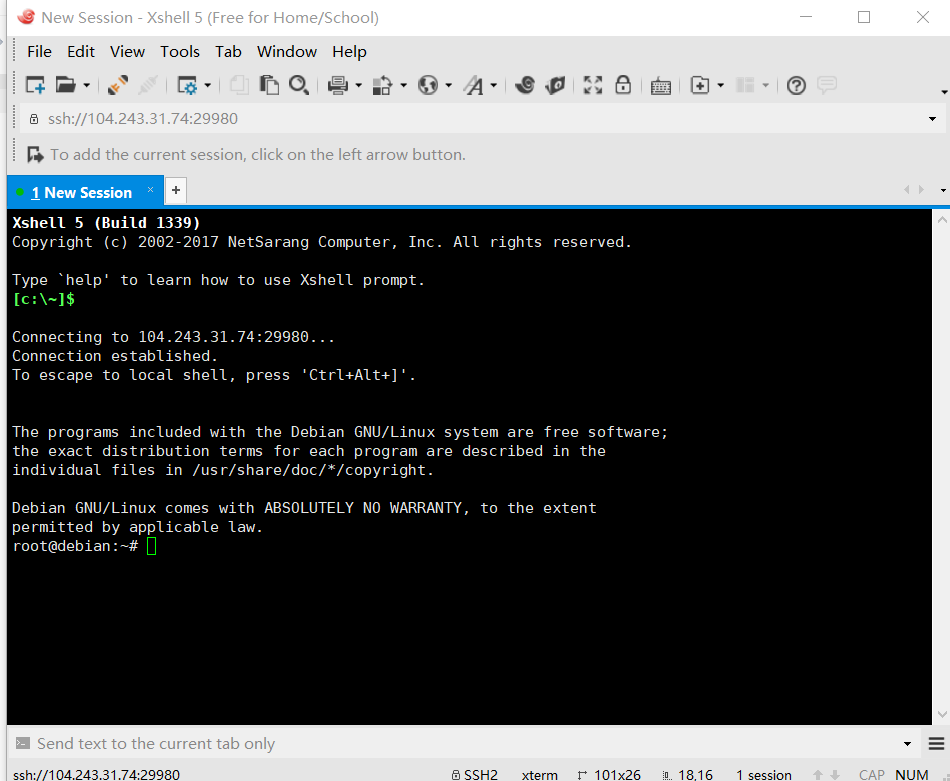 New Session - Xshell 5 (Free for Home/School)
File Edit View Tools Tab Window Help
ssh://104.243.31.74:29980
To add the current session, click on the left arrow button.
1 New Session × +
Xshell 5 (Build 1339)
Copyright (c) 2002-2017 NetSarang Computer, Inc. All rights reserved.
Type `help' to learn how to use Xshell prompt.
[c:\~]$
Connecting to 104.243.31.74:29980...
Connection established.
To escape to local shell, press 'Ctrl+Alt+]'.
The programs included with the Debian GNU/Linux system are free software;
the exact distribution terms for each program are described in the
individual files in /usr/share/doc/*/copyright.
Debian GNU/Linux comes with ABSOLUTELY NO WARRANTY, to the extent
permitted by applicable law.
root@debian:~#
Send text to the current tab only
ssh://104.243.31.74:29980 SSH2 xterm 101x26 18,16 1 session CAP NUM